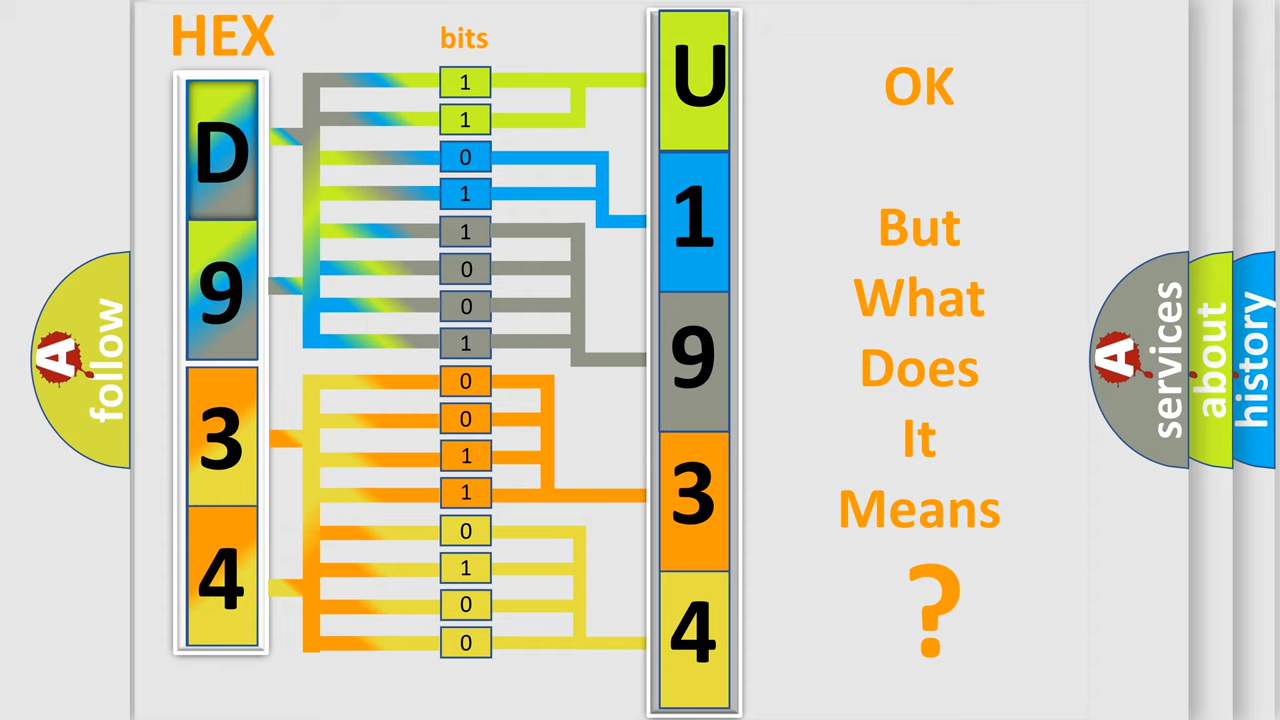 HEX
bits
D
9
3
4
1
1
0
1
1
0
0
1
0
0
1
1
0
1
0
0
U
1
9
3
4
OK
But
What
Does
It
Means
?
A
follow
A
services
about
history